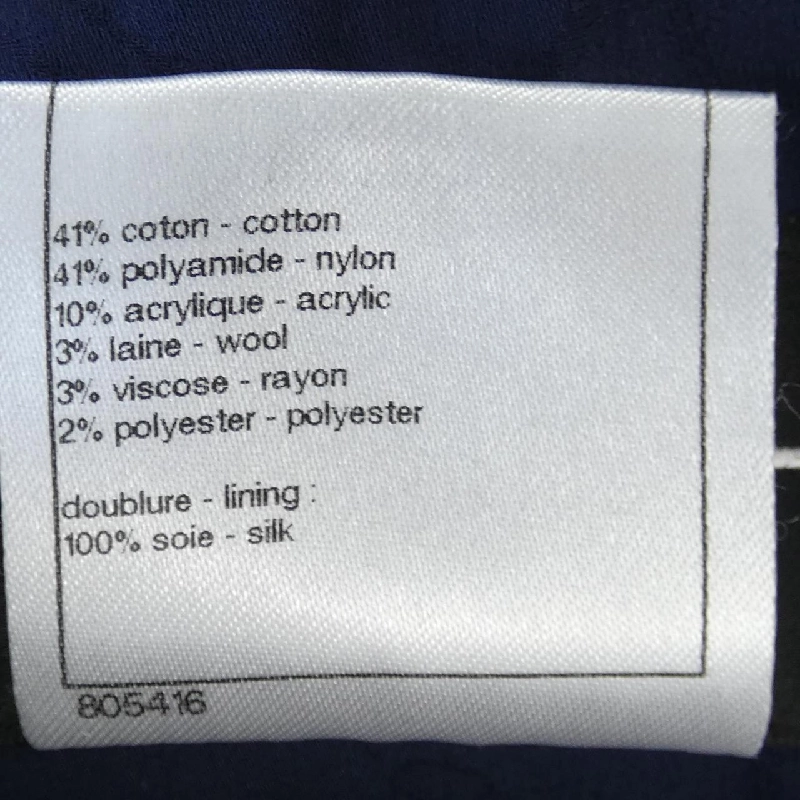 41% coton - cotton
41% polyamide - nylon
10% acrylique - acrylic
3% laine - wool
3% viscose - rayon
2% polyester - polyester
doublure - lining :
100% soie - silk
805416